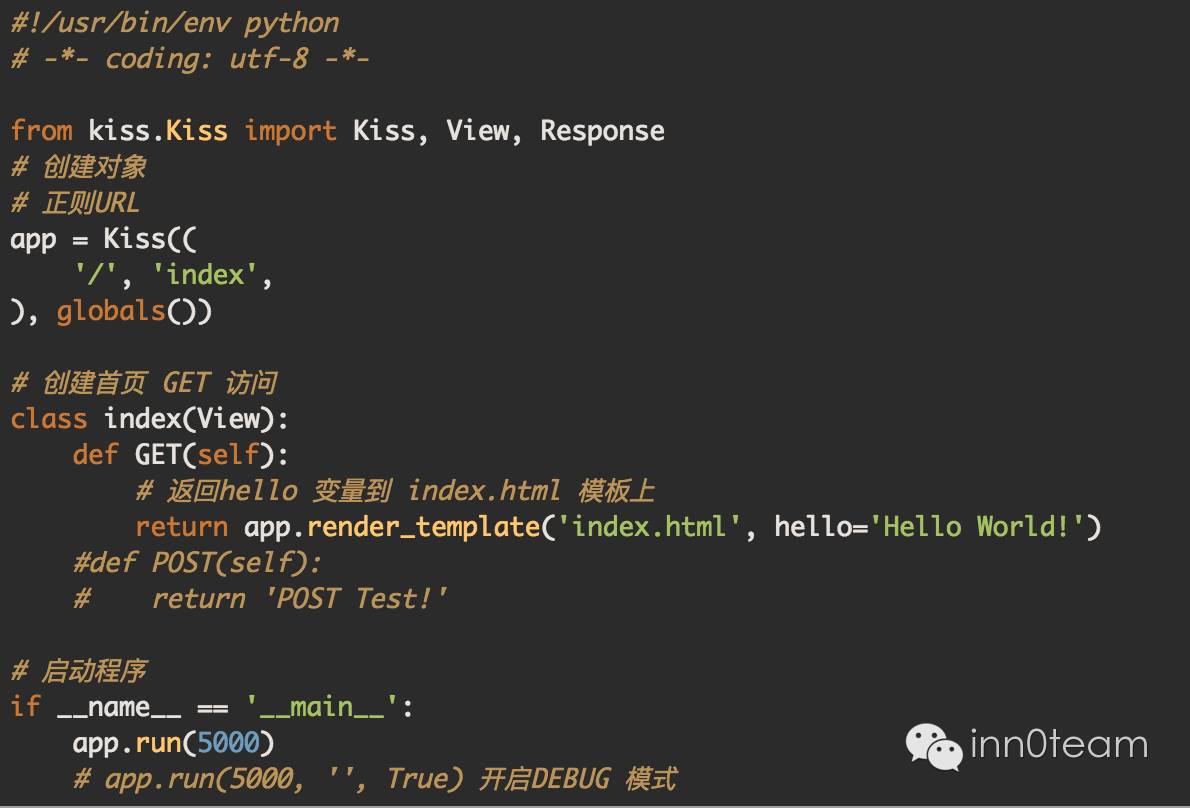 #!/usr/bin/env python
# -*- coding: utf-8 -*-
from kiss.Kiss import Kiss, View, Response
# 创建对象
# 正则URL
app = Kiss((
    '/', 'index',
), globals())
# 创建首页 GET 访问
class index(View):
    def GET(self):
        # 返回hello 变量到 index.html 模板上
        return app.render_template('index.html', hello='Hello World!')
    #def POST(self):
    #    return 'POST Test!'
# 启动程序
if __name__ == '__main__':
    app.run(5000)
    # app.run(5000, '', True) 开启DEBUG 模式
inn0team